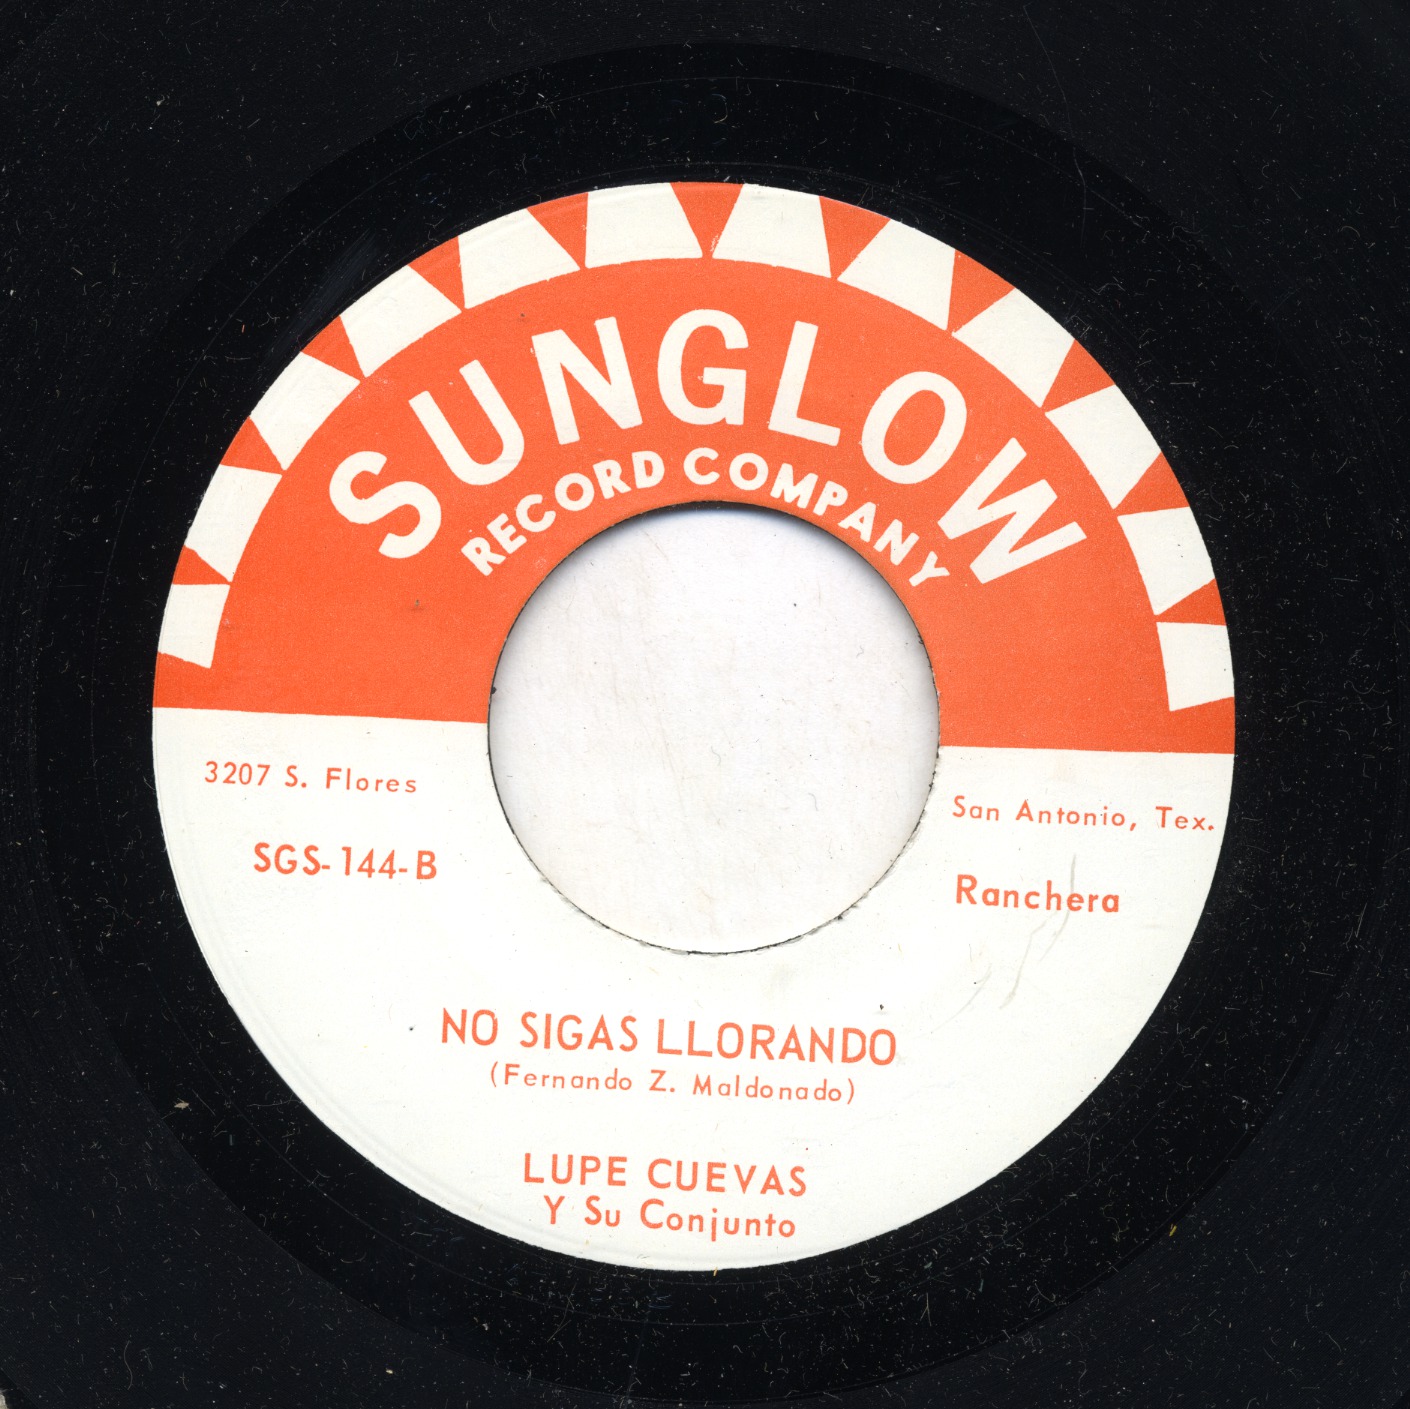 SUNGLOW
RECORD COMPANY
3207 S. Flores
San Antonio, Tex.
SGS-144-B
Ranchera
NO SIGAS LLORANDO
(Fernando Z. Maldonado)
LUPE CUEVAS
Y Su Conjunto